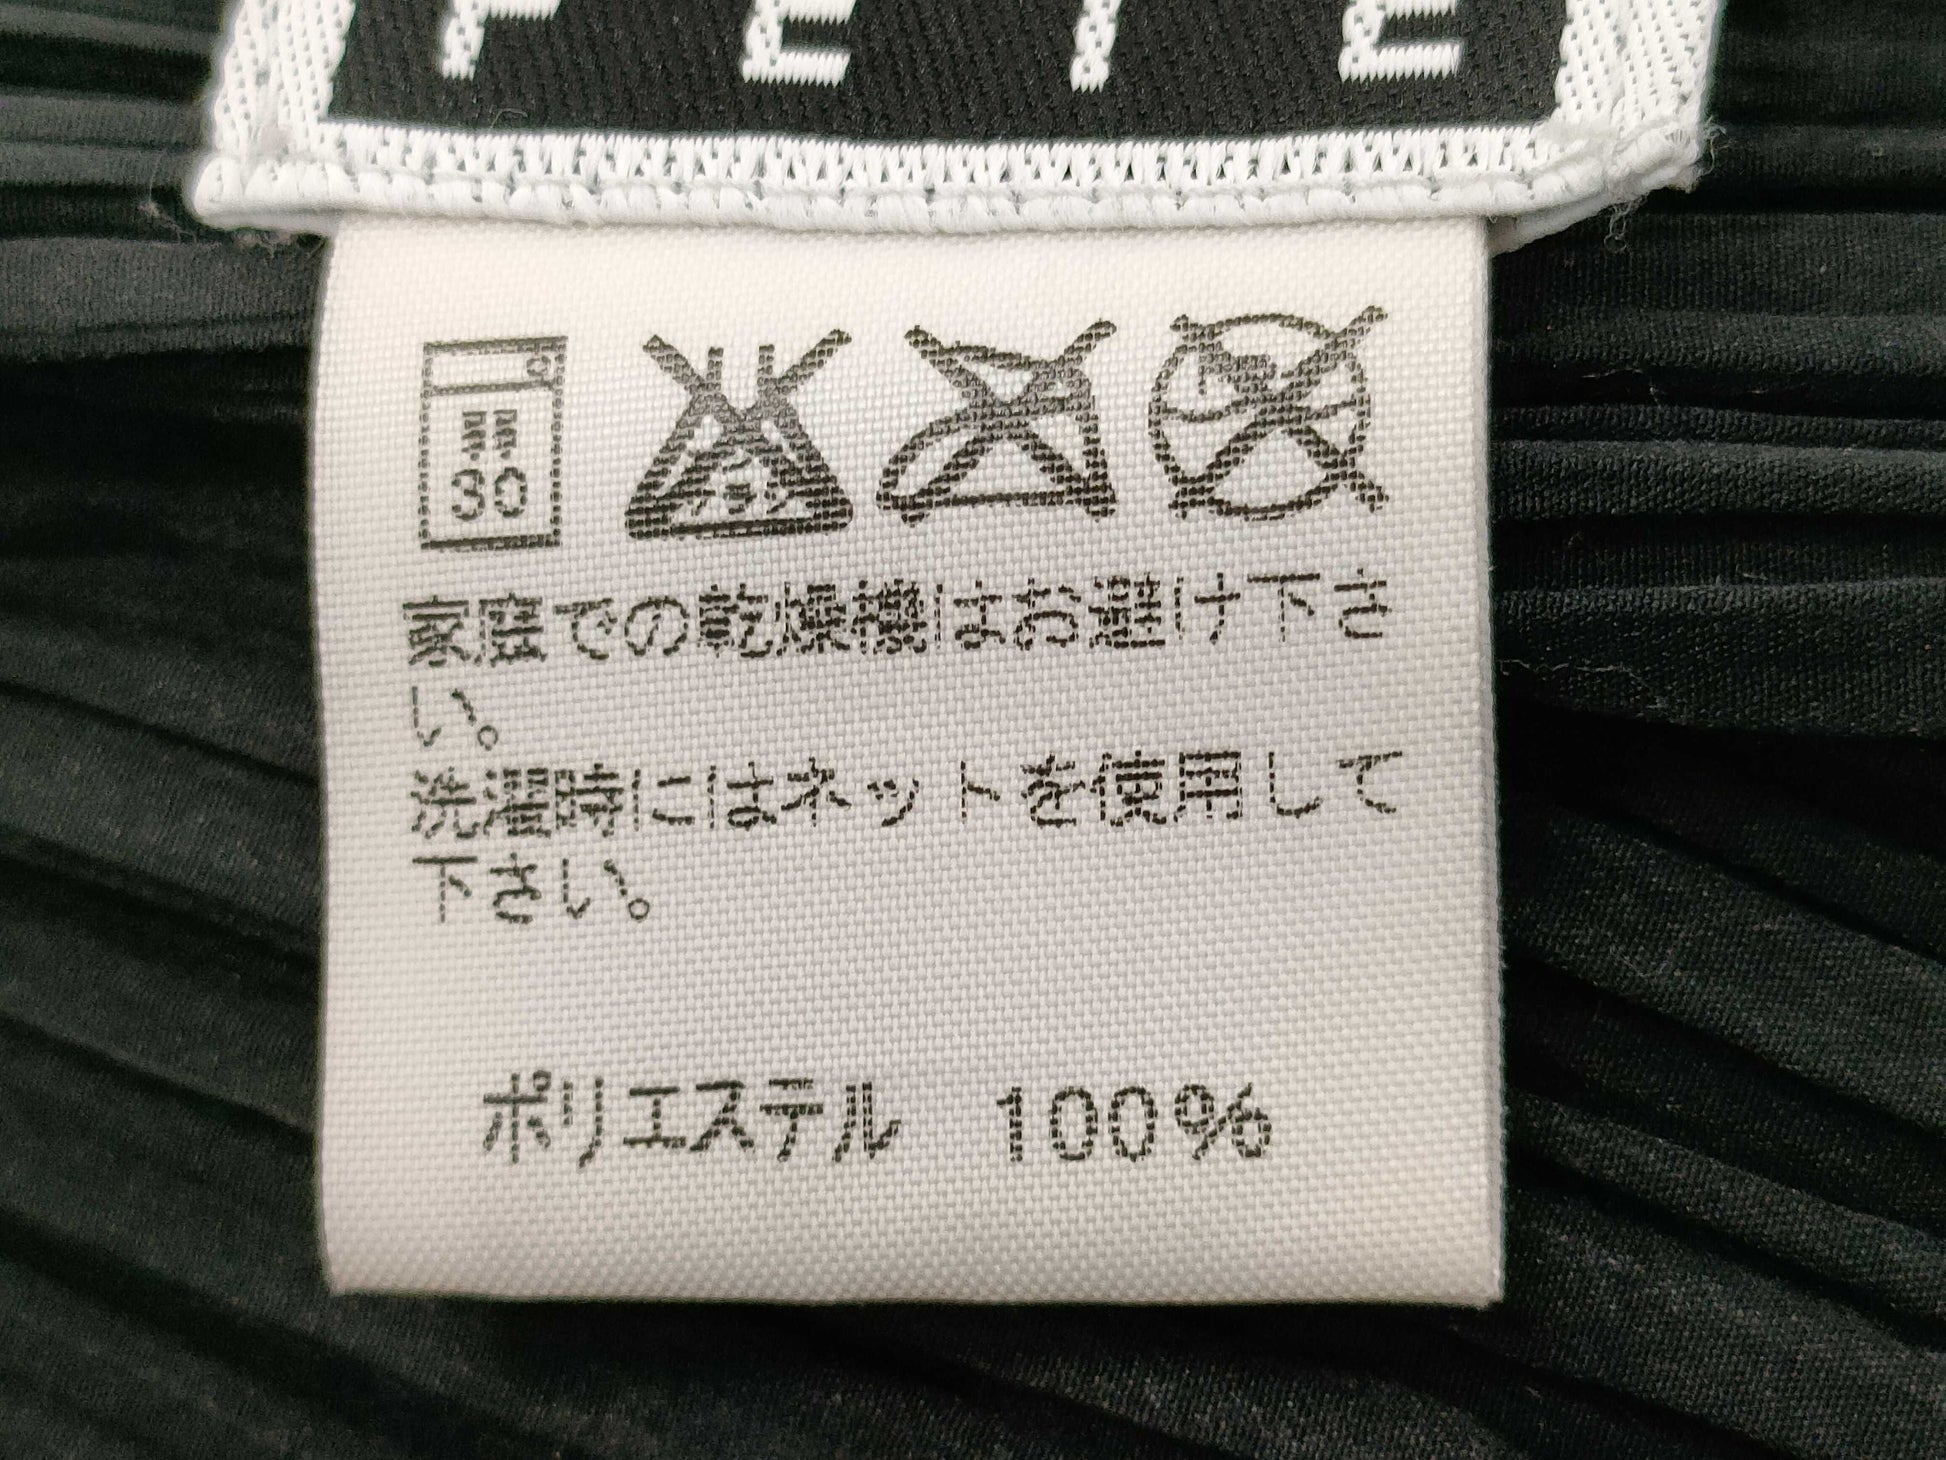 家庭での乾燥機はお避け下さ
い。
洗濯時にはネットを使用して
下さい。
ポリエステル 100%